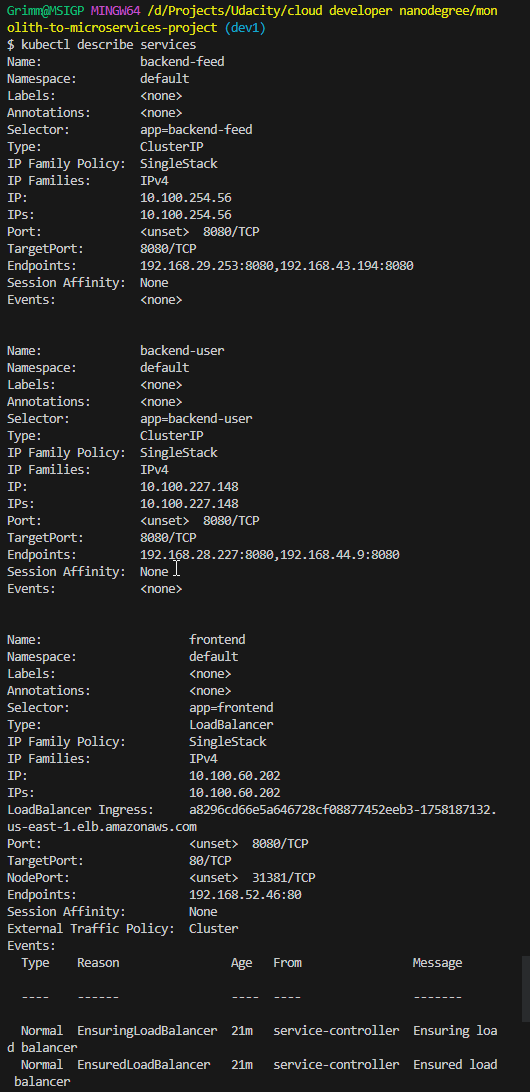 Grimm@MSIGP MINGW64 /d/Projects/Udacity/cloud developer nanodegree/mon
olith-to-microservices-project (dev1)
$ kubectl describe services
Name:              backend-feed
Namespace:         default
Labels:            <none>
Annotations:       <none>
Selector:          app=backend-feed
Type:              ClusterIP
IP Family Policy:  SingleStack
IP Families:       IPv4
IP:                10.100.254.56
IPs:               10.100.254.56
Port:              <unset>  8080/TCP
TargetPort:        8080/TCP
Endpoints:         192.168.29.253:8080,192.168.43.194:8080
Session Affinity:  None
Events:            <none>
Name:              backend-user
Namespace:         default
Labels:            <none>
Annotations:       <none>
Selector:          app=backend-user
Type:              ClusterIP
IP Family Policy:  SingleStack
IP Families:       IPv4
IP:                10.100.227.148
IPs:               10.100.227.148
Port:              <unset>  8080/TCP
TargetPort:        8080/TCP
Endpoints:         192.168.28.227:8080,192.168.44.9:8080
Session Affinity:  None
Events:            <none>
Name:                     frontend
Namespace:                default
Labels:                   <none>
Annotations:              <none>
Selector:                 app=frontend
Type:                     LoadBalancer
IP Family Policy:         SingleStack
IP Families:              IPv4
IP:                       10.100.60.202
IPs:                      10.100.60.202
LoadBalancer Ingress:     a8296cd66e5a646728cf08877452eeb3-1758187132.
us-east-1.elb.amazonaws.com
Port:                     <unset>  8080/TCP
TargetPort:               80/TCP
NodePort:                 <unset>  31381/TCP
Endpoints:                192.168.52.46:80
Session Affinity:         None
External Traffic Policy:  Cluster
Events:
  Type    Reason                Age   From                Message
  ----    ------                ----  ----                -------
  Normal  EnsuringLoadBalancer  21m   service-controller  Ensuring loa
d balancer
  Normal  EnsuredLoadBalancer   21m   service-controller  Ensured load
 balancer